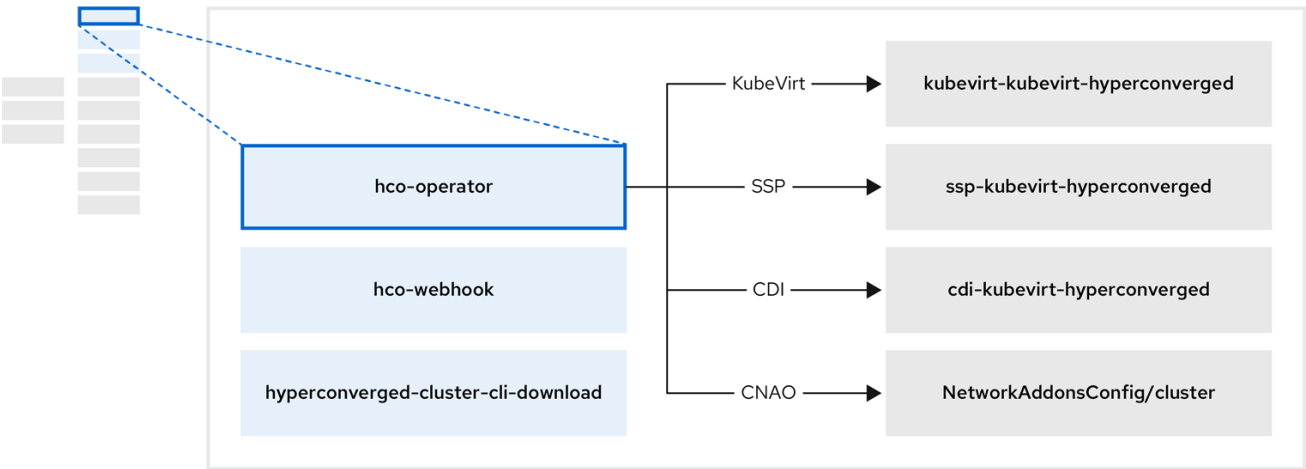 KubeVirt
kubevirt-kubevirt-hyperconverged
hco-operator
SSP
ssp-kubevirt-hyperconverged
hco-webhook
CDI
cdi-kubevirt-hyperconverged
hyperconverged-cluster-cli-download
CNAO
NetworkAddonsConfig/cluster